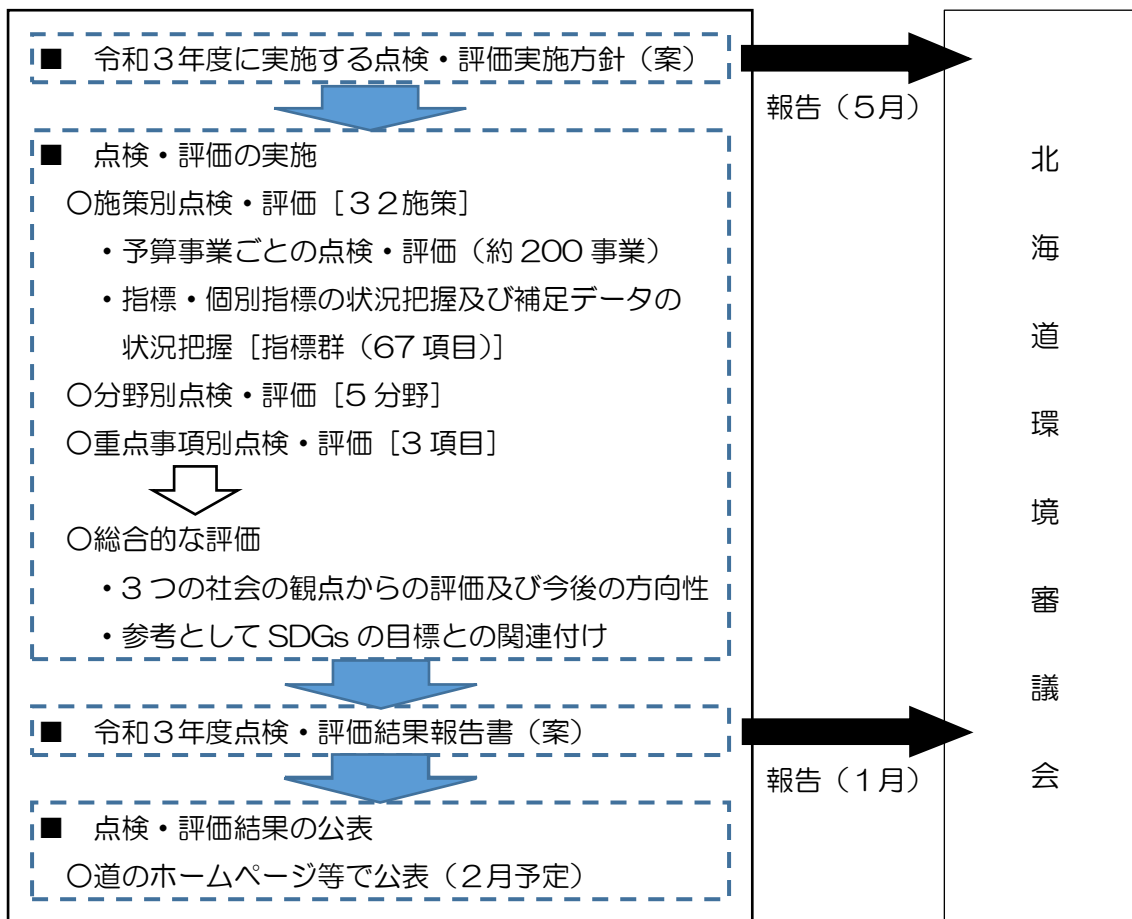 ■ 令和3年度に実施する点検・評価実施方針（案）
報告（5月）
■ 点検・評価の実施
〇施策別点検・評価［32施策］
・予算事業ごとの点検・評価（約200事業）
・指標・個別指標の状況把握及び補足データの
状況把握［指標群（67項目）］
〇分野別点検・評価［5分野］
〇重点事項別点検・評価［3項目］
〇総合的な評価
・3つの社会の観点からの評価及び今後の方向性
・参考としてSDGsの目標との関連付け
■ 令和3年度点検・評価結果報告書（案）
報告（1月）
■ 点検・評価結果の公表
〇道のホームページ等で公表（2月予定）
北海道環境審議会